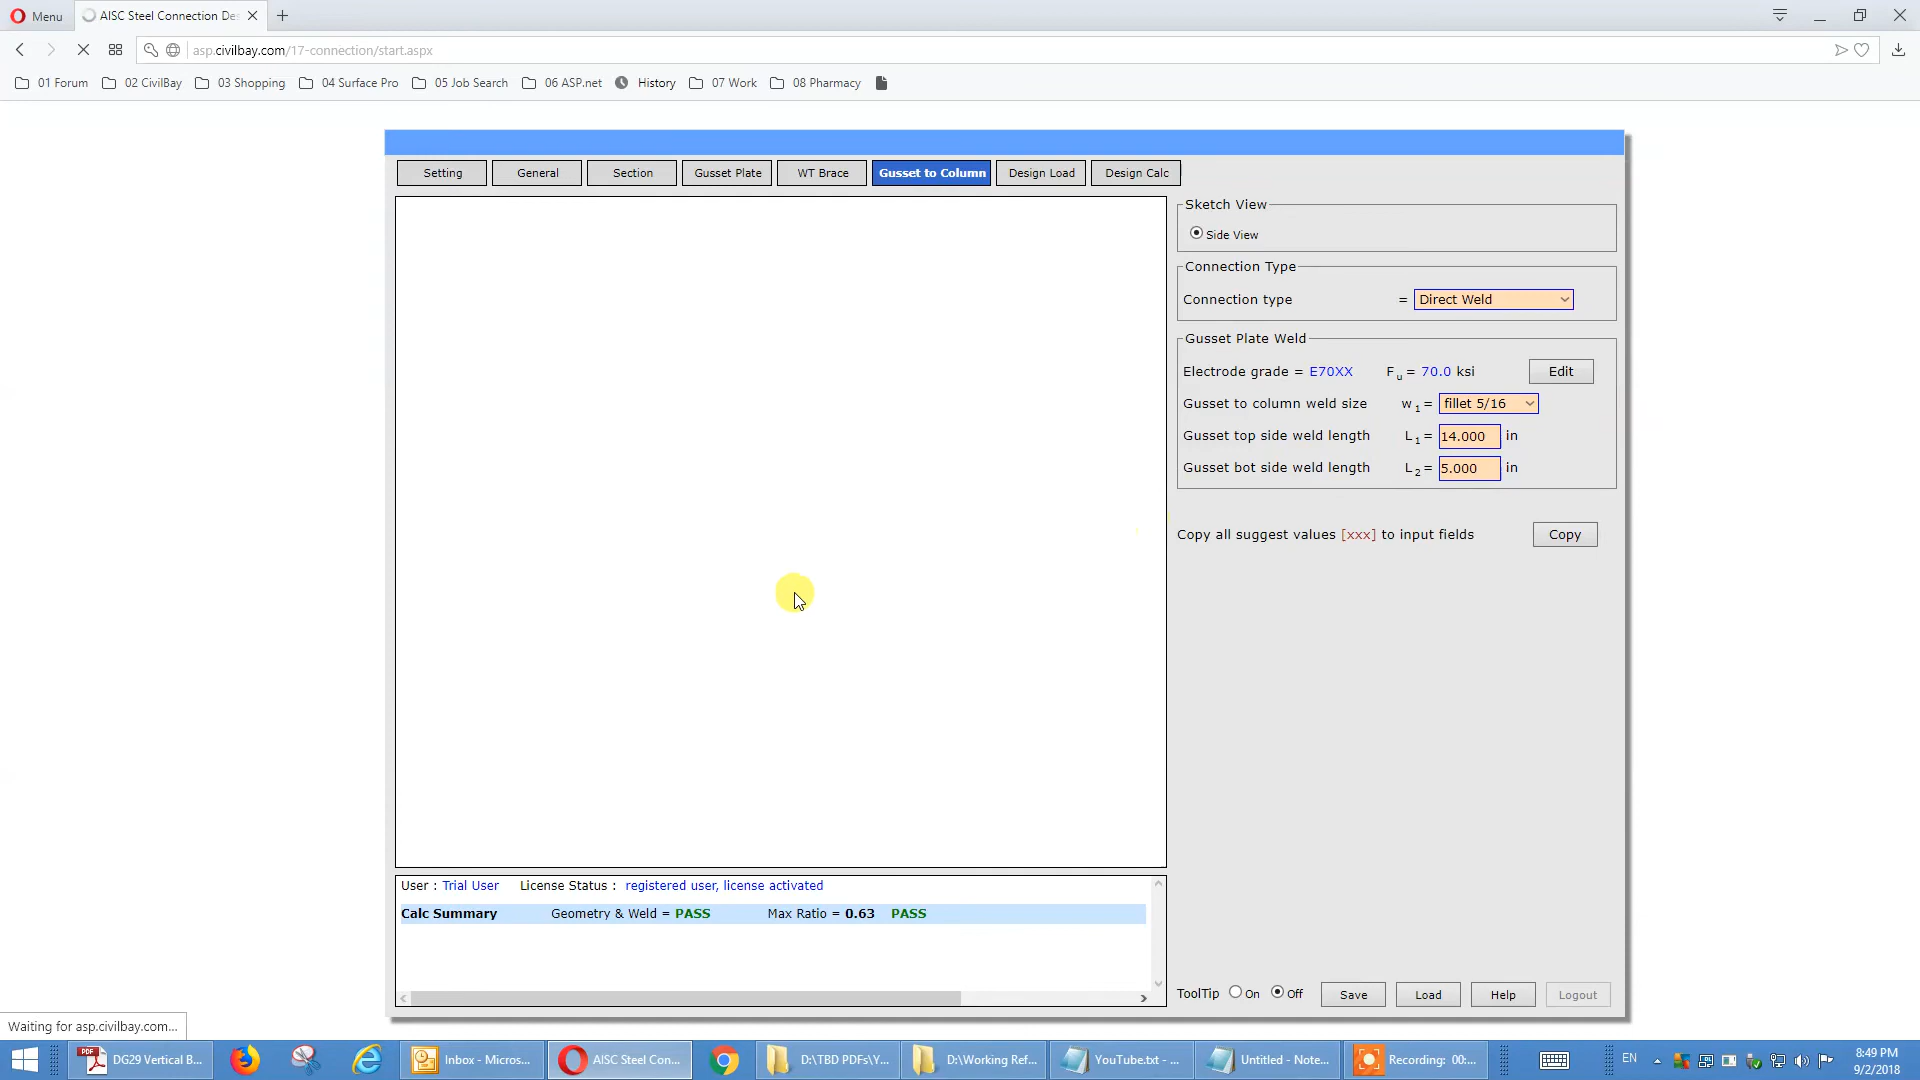 Menu
AISC Steel Connection De
asp.civilbay.com/17-connection/start.aspx
01 Forum
02 CivilBay
03 Shopping
04 Surface Pro
05 Job Search
06 ASP.net
History
07 Work
08 Pharmacy
Setting
General
Section
Gusset Plate
WT Brace
Gusset to Column
Design Load
Design Calc
Sketch View
Side View
Connection Type
Connection type = Direct Weld
Gusset Plate Weld
Electrode grade = E70XX Fu = 70.0 ksi Edit
Gusset to column weld size w1 = fillet 5/16
Gusset top side weld length L1 = 14.000 in
Gusset bot side weld length L2 = 5.000 in
Copy all suggest values [xxx] to input fields Copy
User : Trial User License Status : registered user, license activated
Calc Summary Geometry & Weld = PASS Max Ratio = 0.63 PASS
ToolTip On Off Save Load Help Logout
Waiting for asp.civilbay.com...
PDF
DG29 Vertical B...
Inbox - Micros...
AISC Steel Con...
D:\TBD PDFs\Y...
D:\Working Ref...
YouTube.txt - ...
Untitled - Note...
Recording: 00:...
EN
8:49 PM
9/2/2018